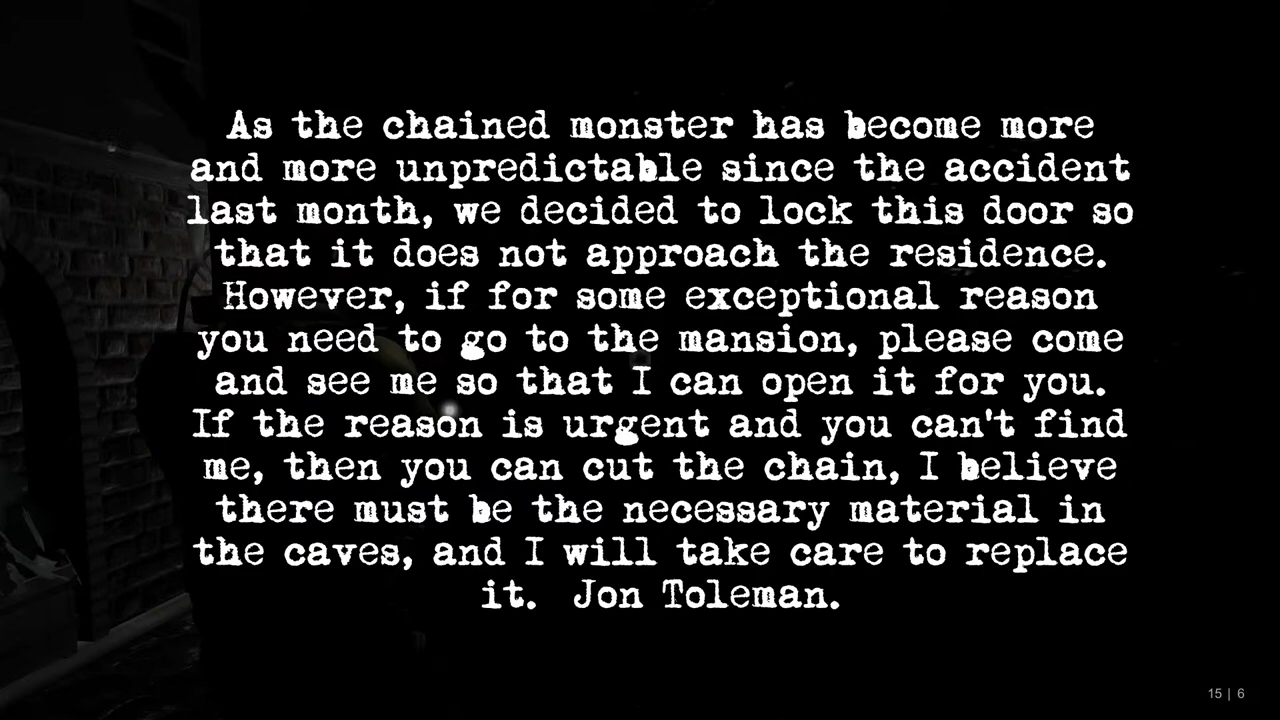 As the chained monster has become more
and more unpredictable since the accident
last month, we decided to lock this door so
that it does not approach the residence.
However, if for some exceptional reason
you need to go to the mansion, please come
and see me so that I can open it for you.
If the reason is urgent and you can't find
me, then you can cut the chain, I believe
there must be the necessary material in
the caves, and I will take care to replace
it.  Jon Toleman.
15 | 6